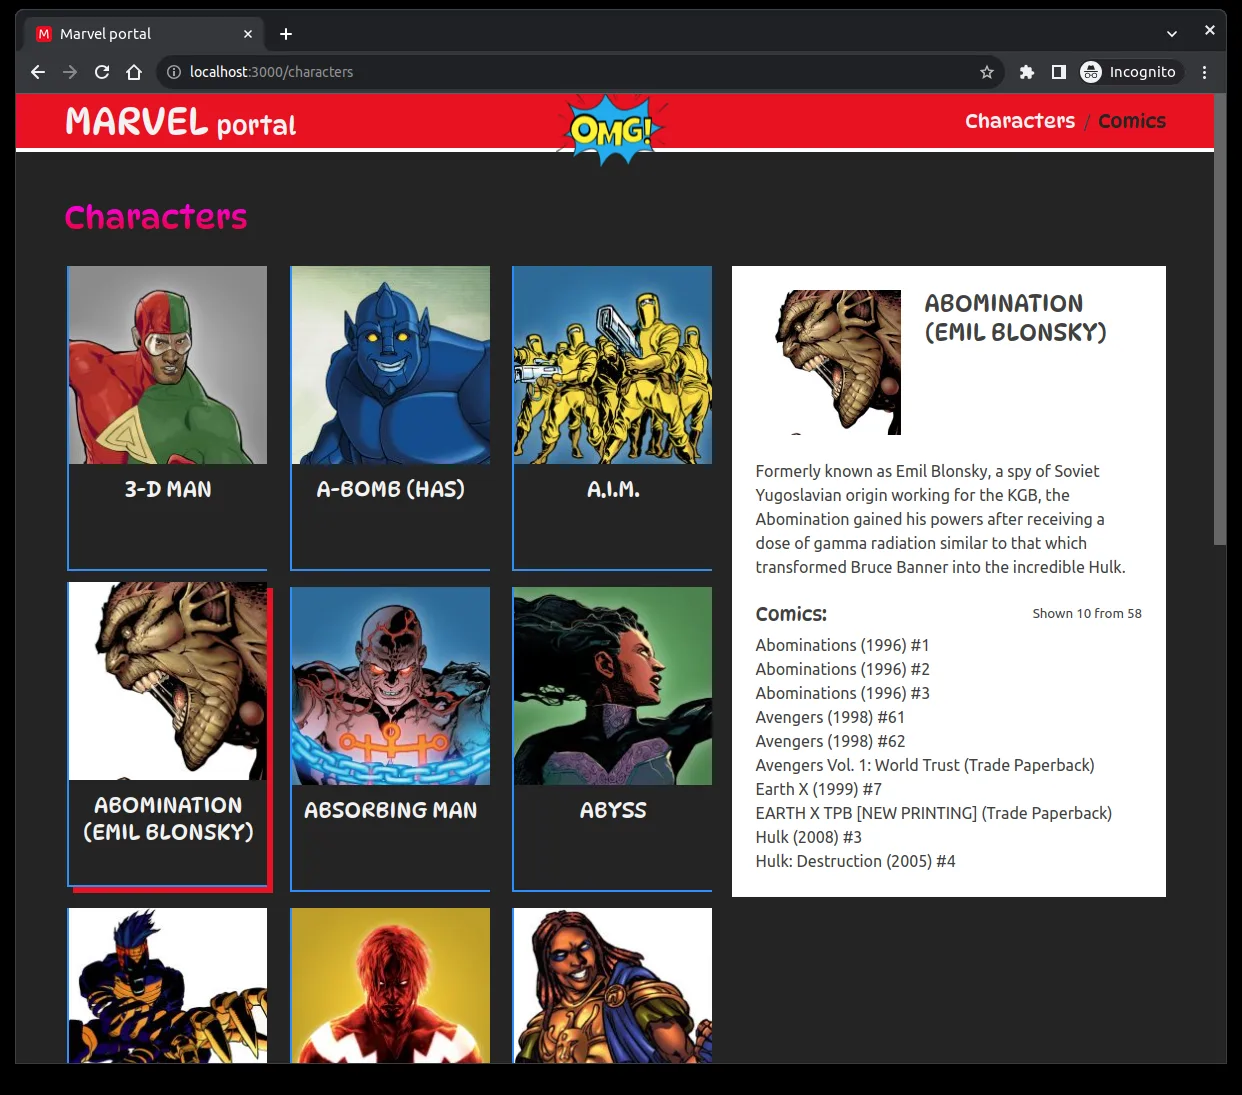 M Marvel portal
localhost:3000/characters
Incognito
MARVEL portal
OMG!
Characters / Comics
Characters
3-D MAN
A-BOMB (HAS)
A.I.M.
ABOMINATION
(EMIL BLONSKY)
ABSORBING MAN
ABYSS
ABOMINATION
(EMIL BLONSKY)
Formerly known as Emil Blonsky, a spy of Soviet
Yugoslavian origin working for the KGB, the
Abomination gained his powers after receiving a
dose of gamma radiation similar to that which
transformed Bruce Banner into the incredible Hulk.
Comics: Shown 10 from 58
Abominations (1996) #1
Abominations (1996) #2
Abominations (1996) #3
Avengers (1998) #61
Avengers (1998) #62
Avengers Vol. 1: World Trust (Trade Paperback)
Earth X (1999) #7
EARTH X TPB [NEW PRINTING] (Trade Paperback)
Hulk (2008) #3
Hulk: Destruction (2005) #4